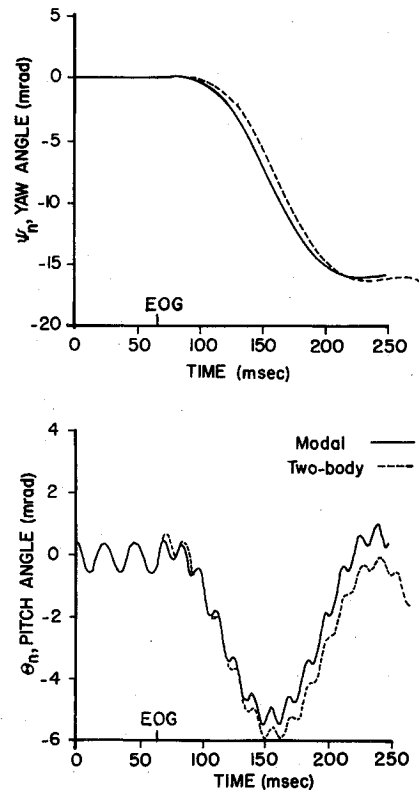 5
0
-5
-10
-15
-20
ψn, YAW ANGLE (mrad)
EOG
0 50 100 150 200 250
TIME (msec)
Modal
Two-body
4
2
0
-2
-4
-6
θn, PITCH ANGLE (mrad)
EOG
0 50 100 150 200 250
TIME (msec)